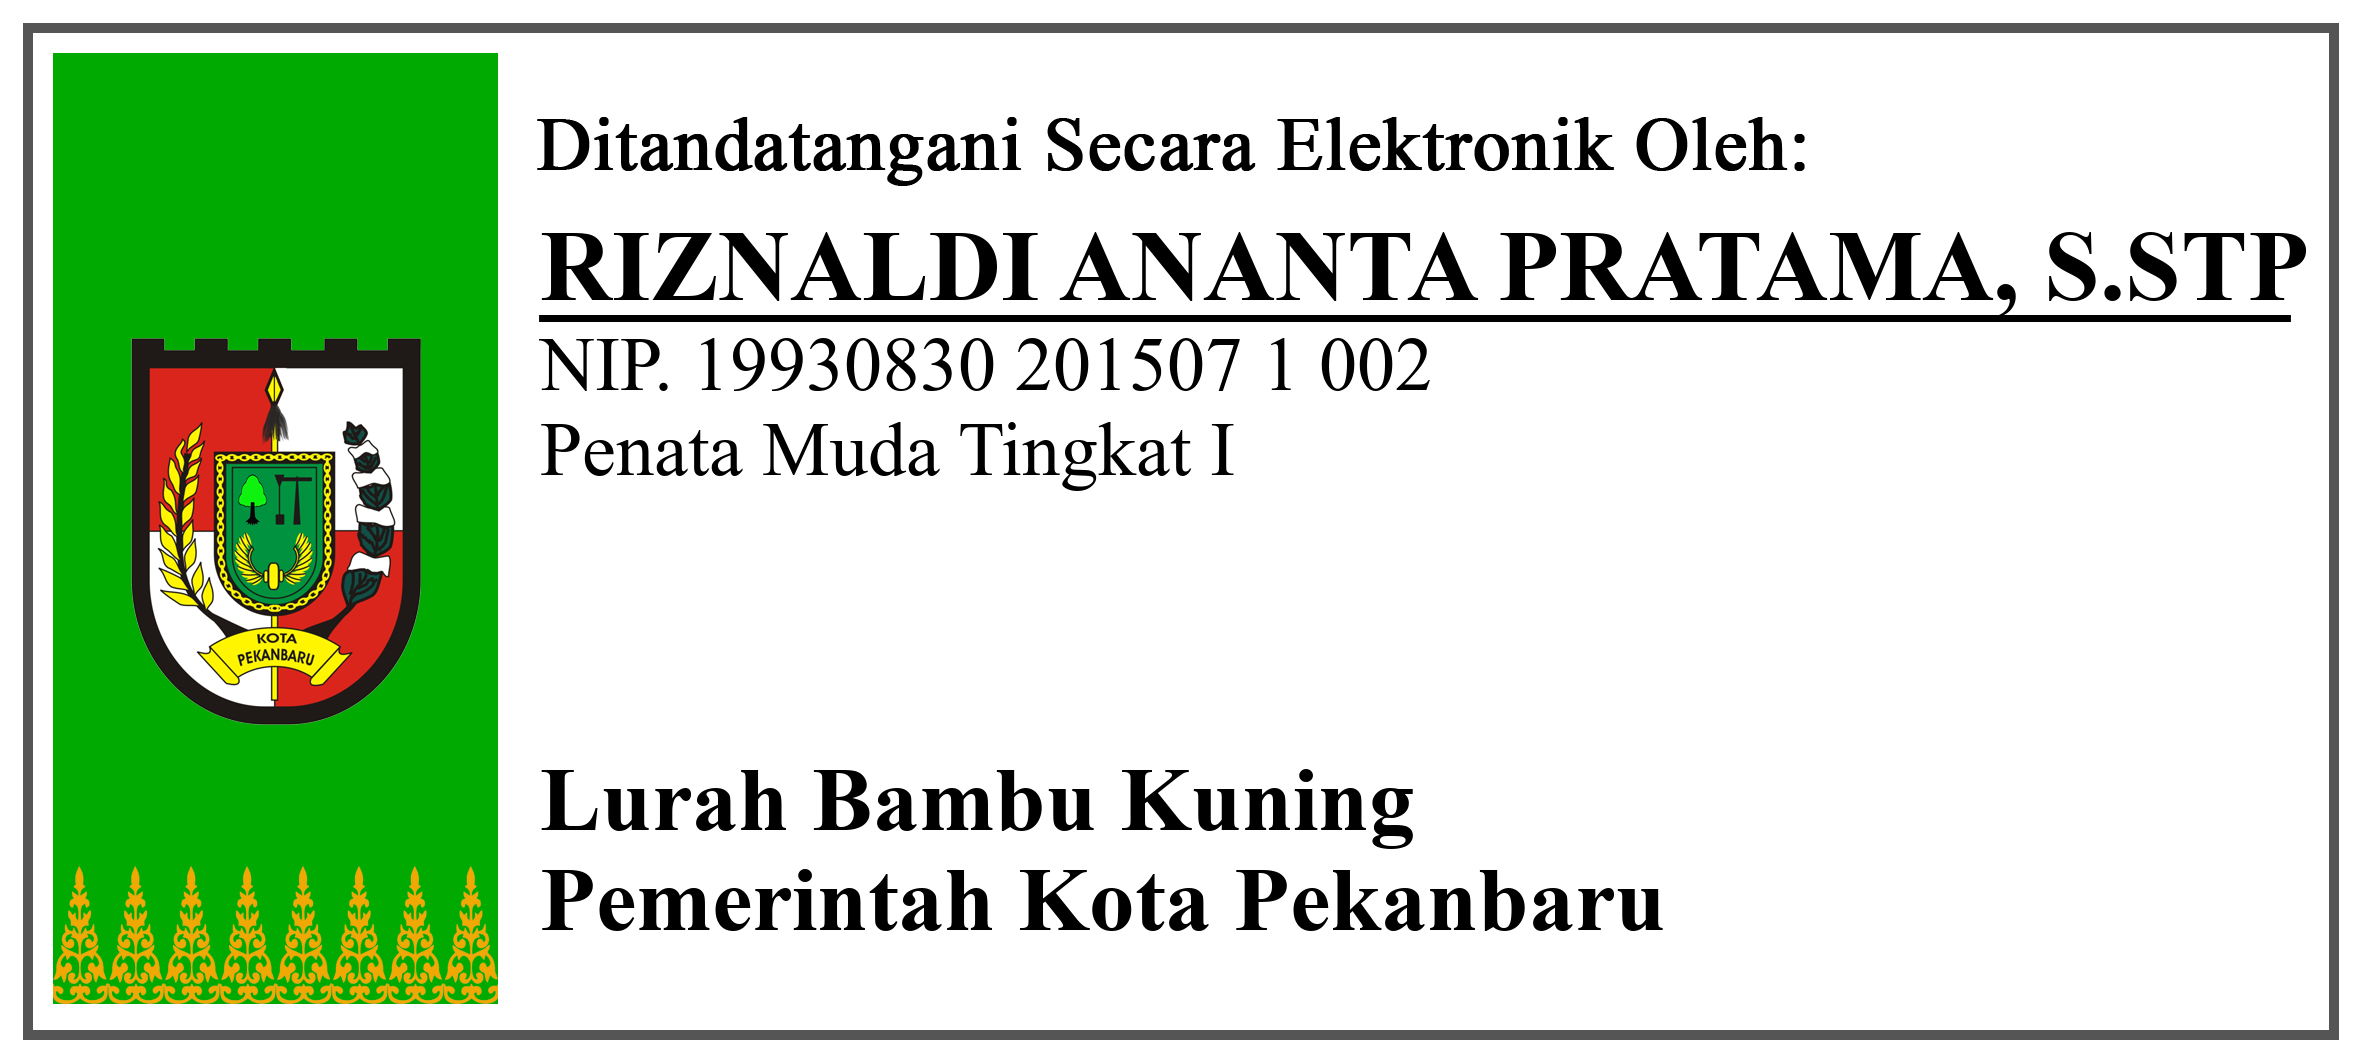 Ditandatangani Secara Elektronik Oleh:
RIZNALDI ANANTA PRATAMA, S.STP
NIP. 19930830 201507 1 002
Penata Muda Tingkat I
KOTA
PEKANBARU
Lurah Bambu Kuning
Pemerintah Kota Pekanbaru